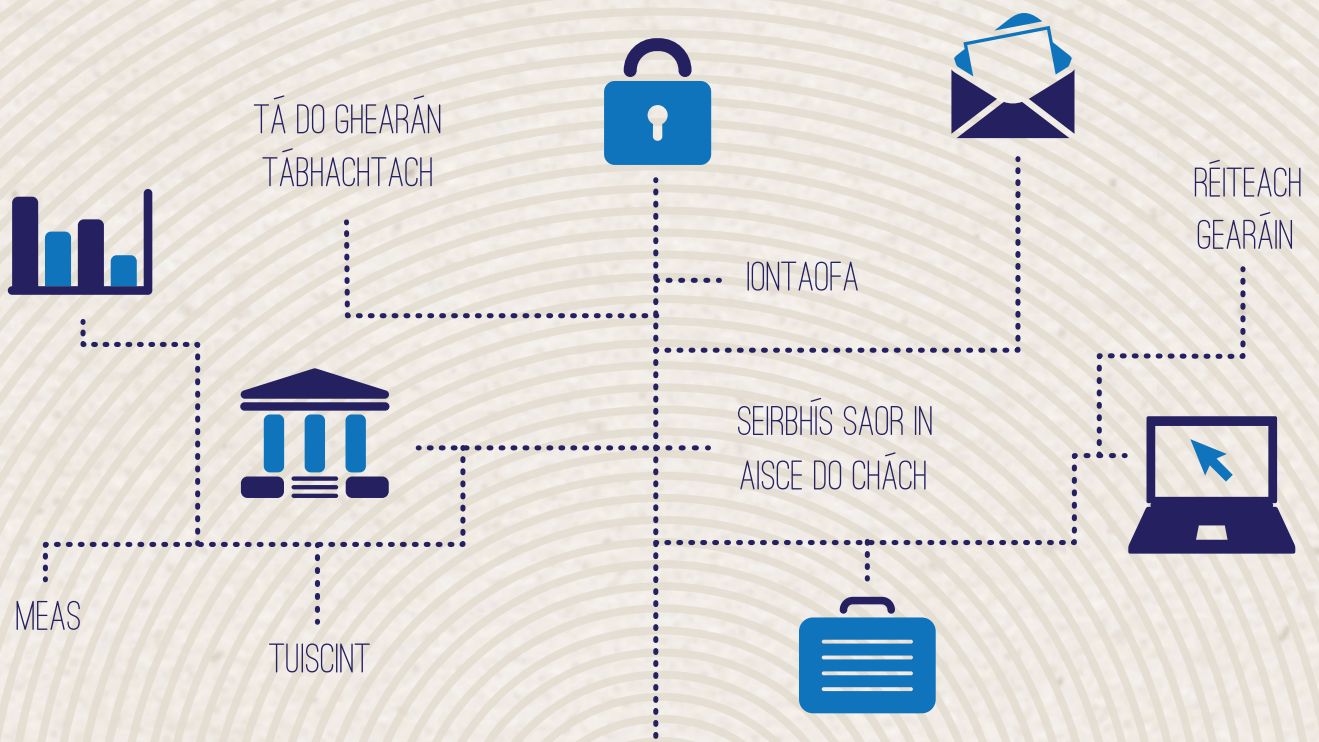 TÁ DO GHEARÁN
TÁBHACHTACH
RÉITEACH
GEARÁIN
IONTAOFA
SEIRBHÍS SAOR IN
AISCE DO CHÁCH
MEAS
TUISCINT